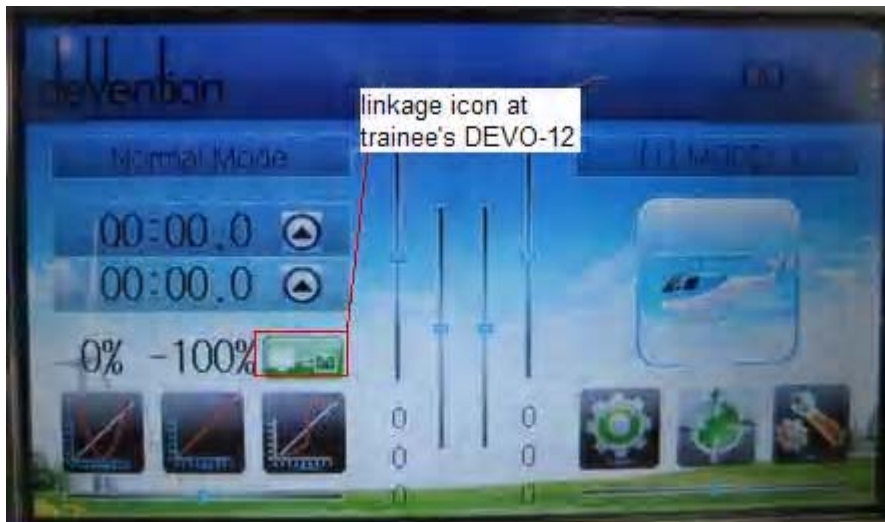 devention
linkage icon at
trainee's DEVO-12
Normal Mode
00:00.0
00:00.0
0% -100%
0 0
0 0
0 0